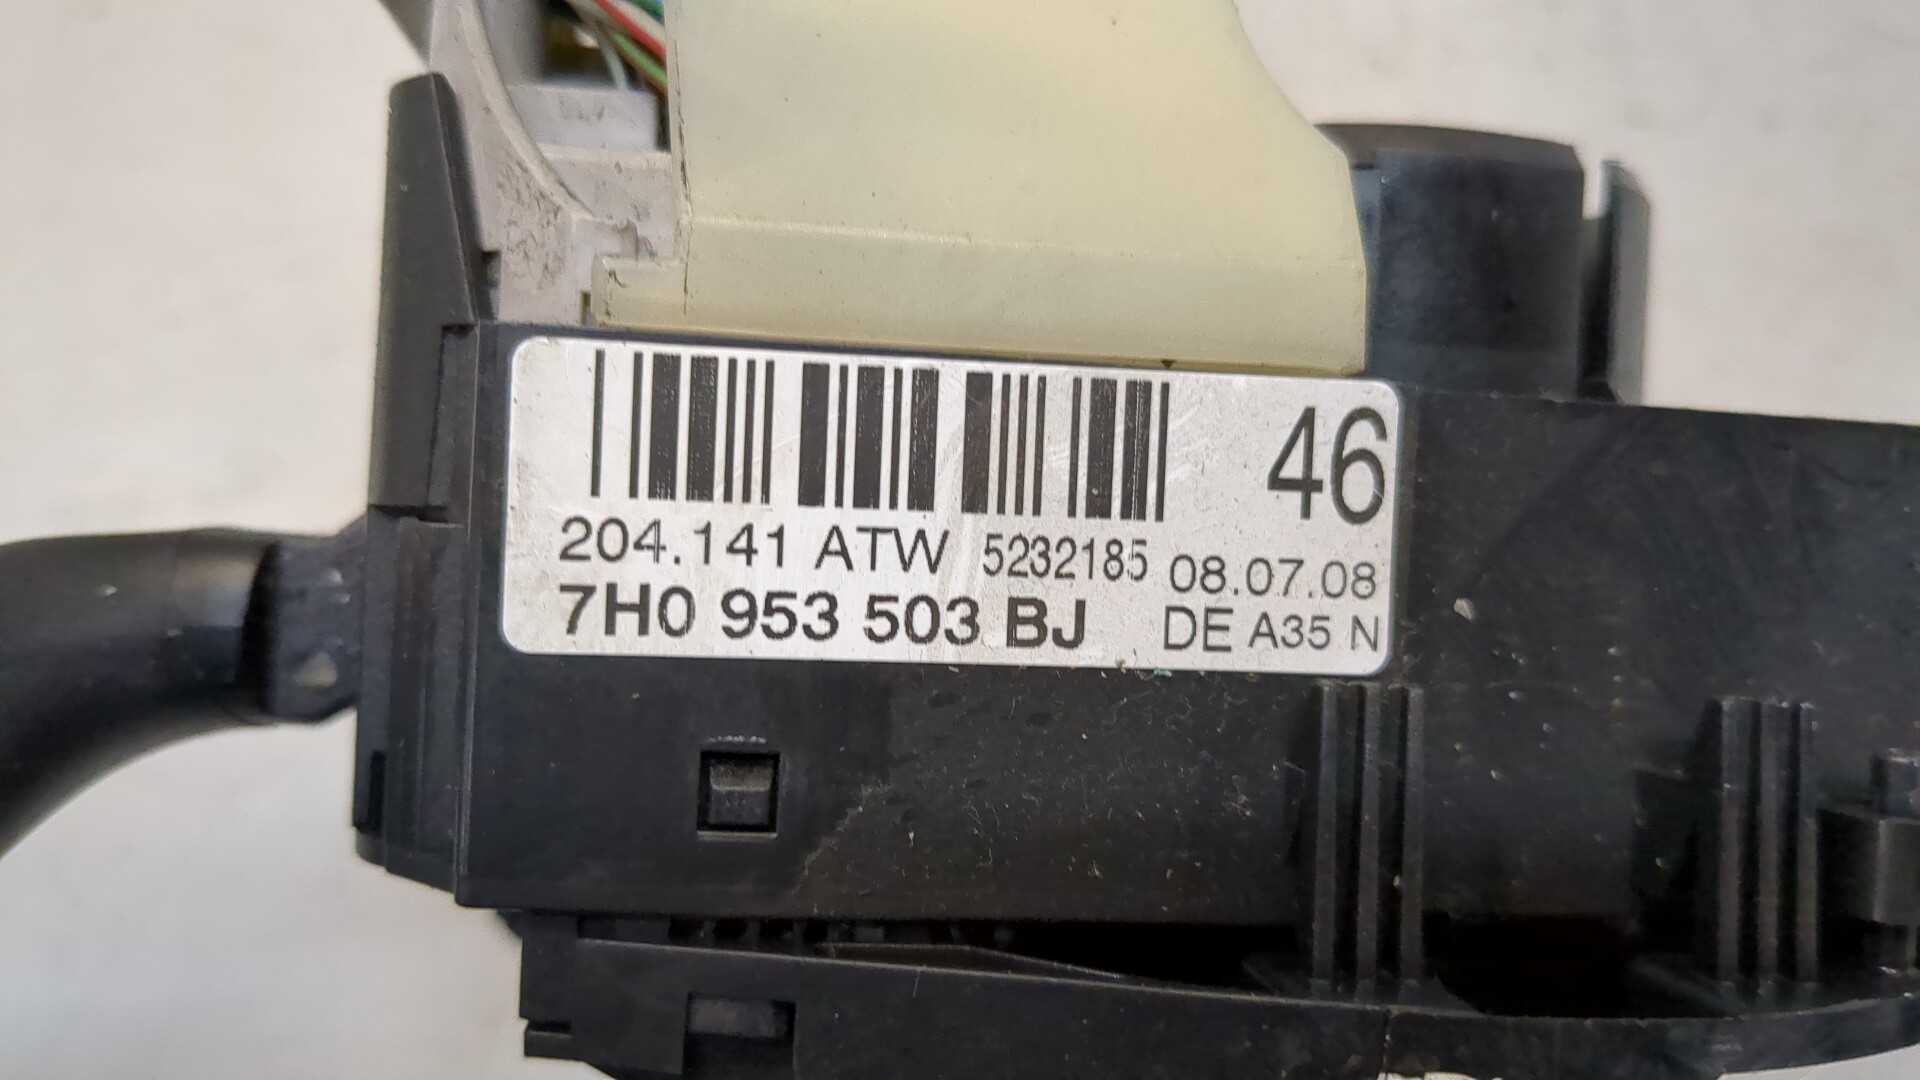 46
204.141 ATW 5232185 08.07.08
7H0 953 503 BJ DE A35 N